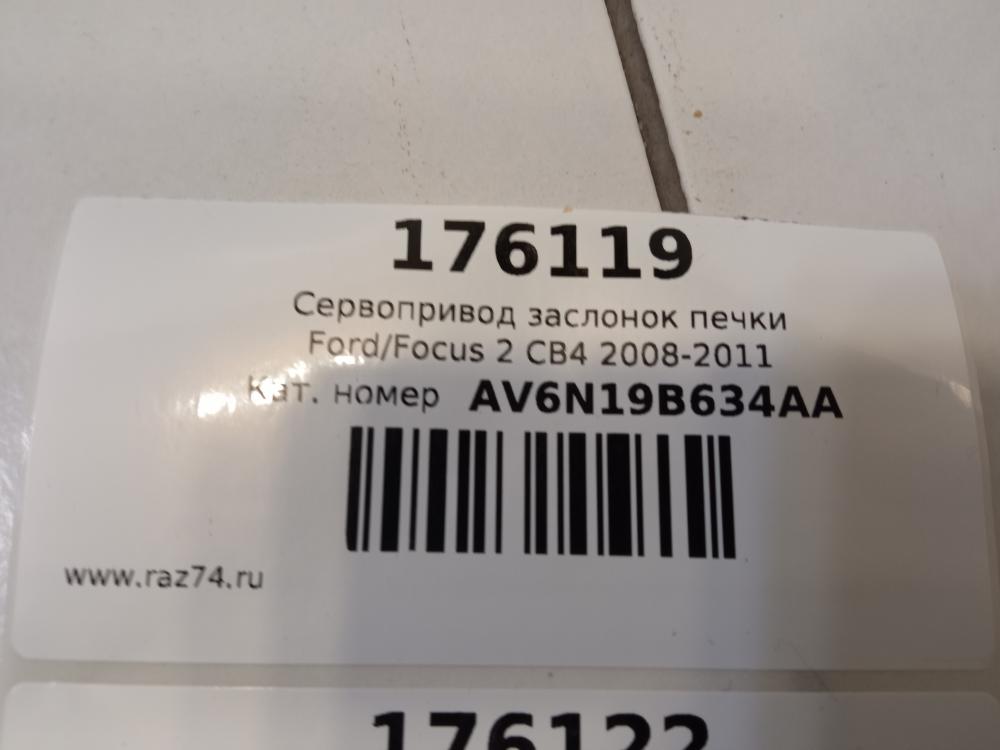 176119
Сервопривод заслонок печки
Ford/Focus 2 CB4 2008-2011
Кат. номер AV6N19B634AA
www.raz74.ru
176122